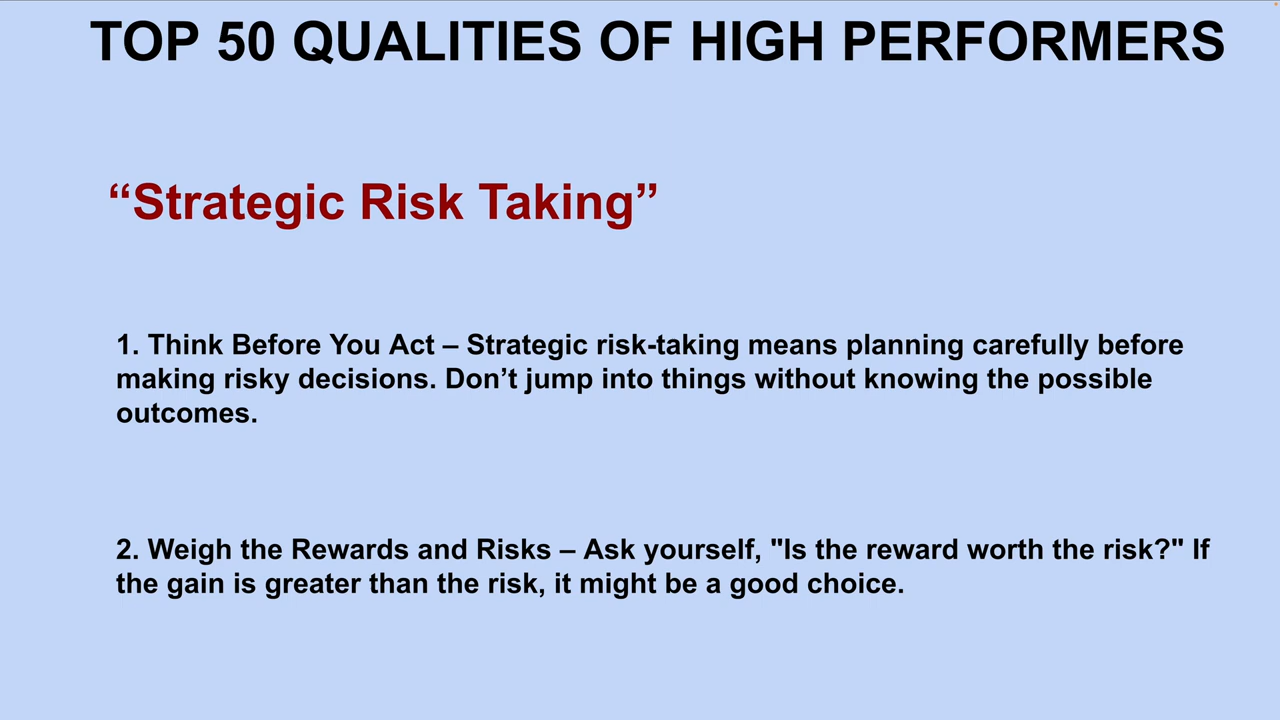 TOP 50 QUALITIES OF HIGH PERFORMERS
“Strategic Risk Taking”
1. Think Before You Act – Strategic risk-taking means planning carefully before
making risky decisions. Don’t jump into things without knowing the possible
outcomes.
2. Weigh the Rewards and Risks – Ask yourself, "Is the reward worth the risk?" If
the gain is greater than the risk, it might be a good choice.